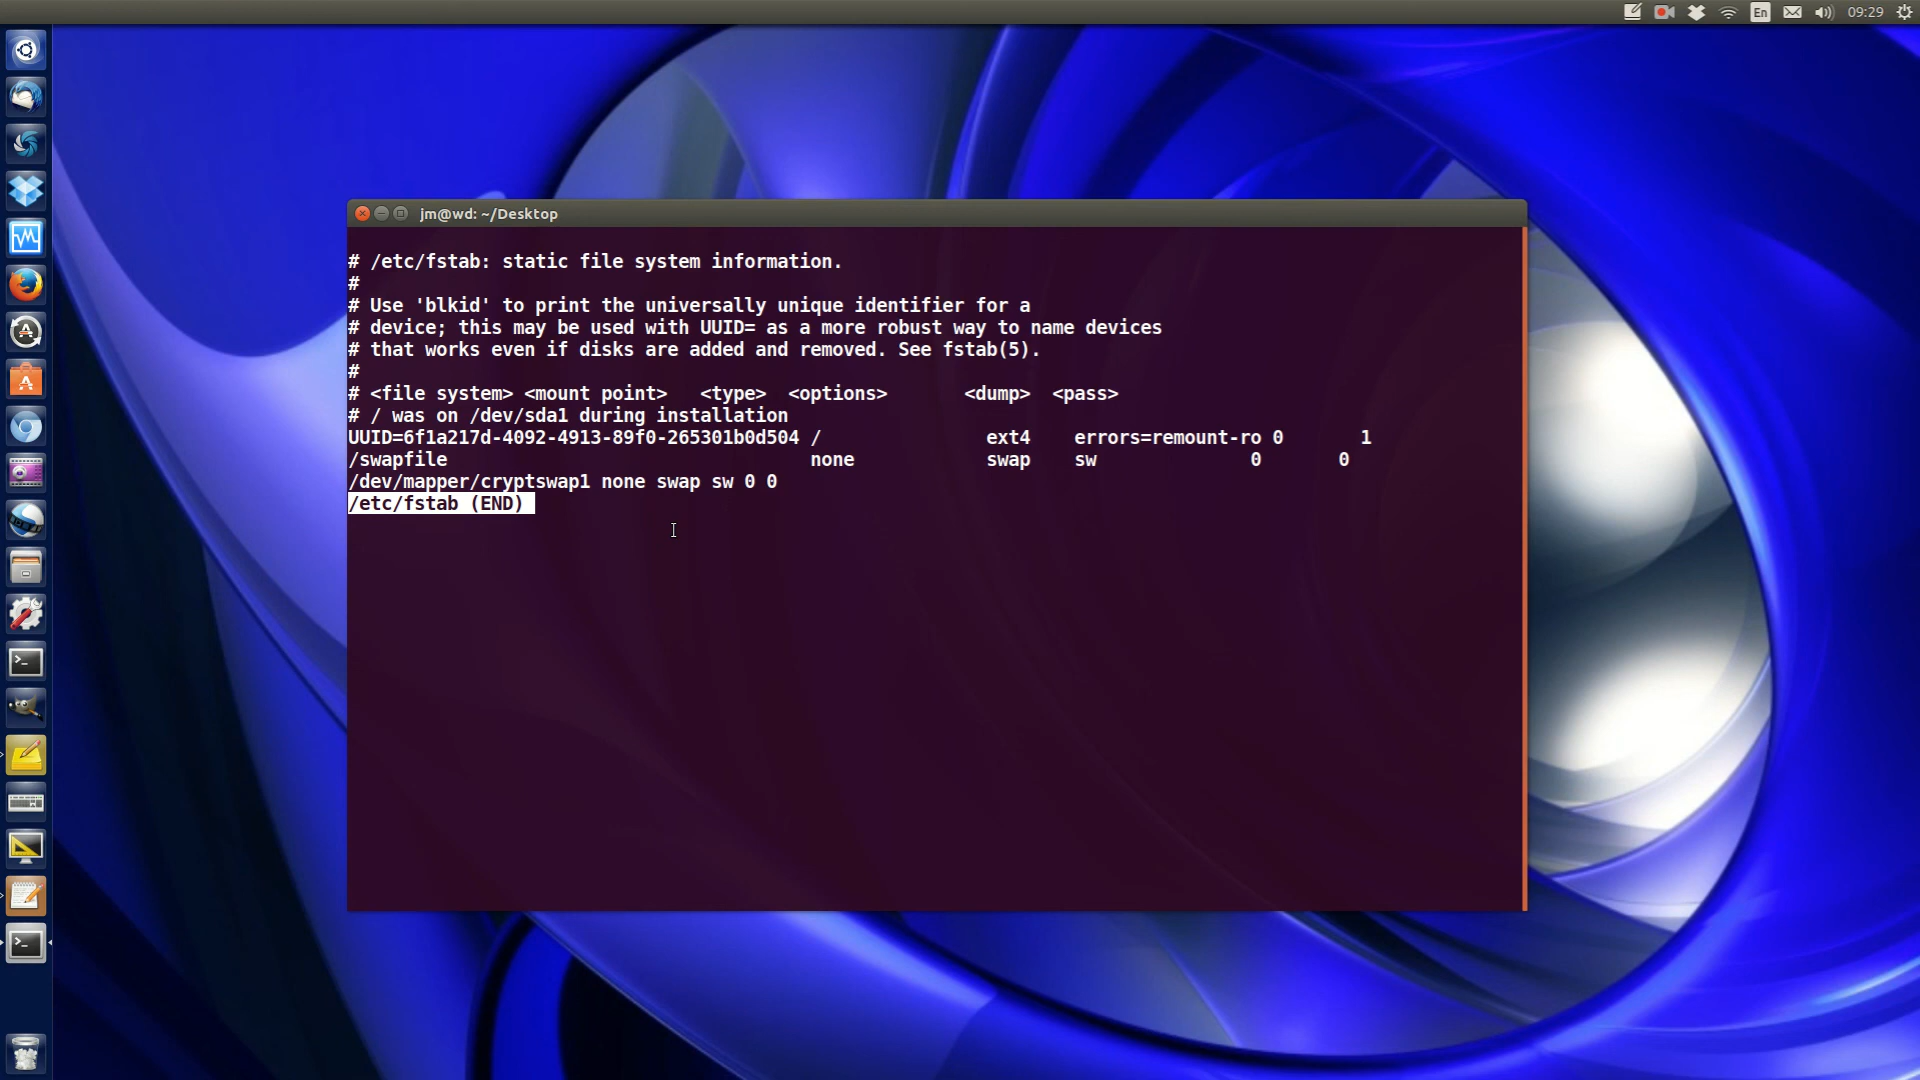 En 09:29
jm@wd: ~/Desktop
# /etc/fstab: static file system information.
#
# Use 'blkid' to print the universally unique identifier for a
# device; this may be used with UUID= as a more robust way to name devices
# that works even if disks are added and removed. See fstab(5).
#
# <file system> <mount point>   <type>  <options>       <dump>  <pass>
# / was on /dev/sda1 during installation
UUID=6f1a217d-4092-4913-89f0-265301b0d504 /               ext4    errors=remount-ro 0       1
/swapfile                                 none            swap    sw              0       0
/dev/mapper/cryptswap1 none swap sw 0 0
/etc/fstab (END)